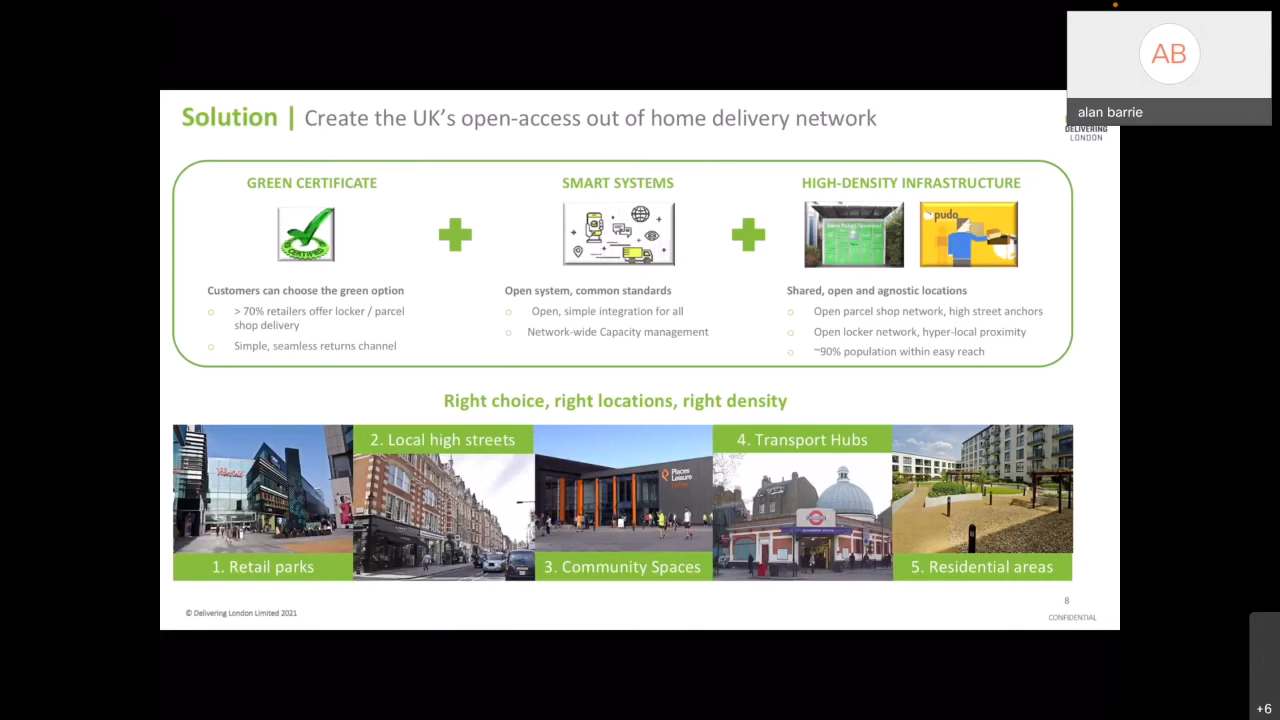 AB
alan barrie
Solution | Create the UK's open-access out of home delivery network
DELIVERING
LONDON
GREEN CERTIFICATE
SMART SYSTEMS
HIGH-DENSITY INFRASTRUCTURE
pudo
Customers can choose the green option
> 70% retailers offer locker / parcel
shop delivery
Simple, seamless returns channel
Open system, common standards
Open, simple integration for all
Network-wide Capacity management
Shared, open and agnostic locations
Open parcel shop network, high street anchors
Open locker network, hyper-local proximity
~90% population within easy reach
Right choice, right locations, right density
2. Local high streets
4. Transport Hubs
Places
Leisure
1. Retail parks
3. Community Spaces
5. Residential areas
8
© Delivering London Limited 2021
CONFIDENTIAL
+6